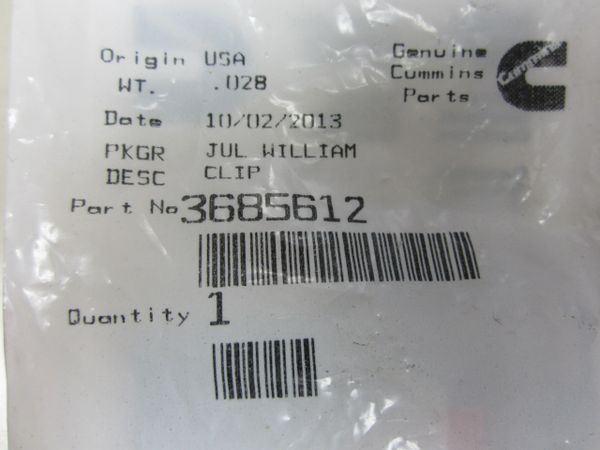 Origin USA
WT. .028
Date 10/02/2013
PKGR JUL WILLIAM
DESC CLIP
Part No 3685612
Quantity 1
Genuine
Cummins
Parts
Cummins